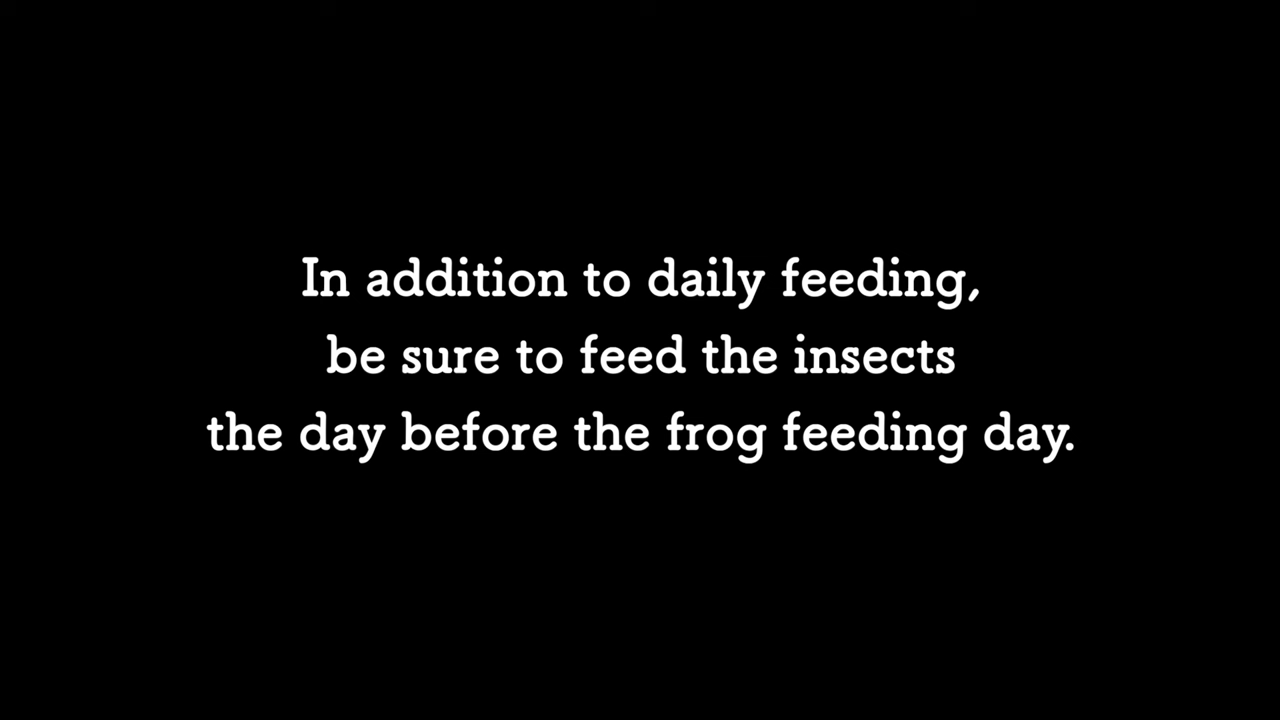 In addition to daily feeding,
be sure to feed the insects
the day before the frog feeding day.